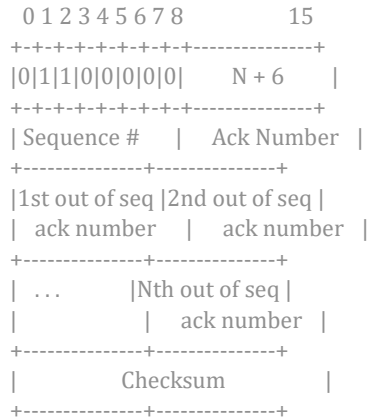 0 1 2 3 4 5 6 7 8 15
+-+-+-+-+-+-+-+-+---------------+
|0|1|1|0|0|0|0|0| N + 6 |
+-+-+-+-+-+-+-+-+---------------+
| Sequence # | Ack Number |
+---------------+---------------+
|1st out of seq |2nd out of seq |
| ack number | ack number |
+---------------+---------------+
| . . . |Nth out of seq |
| | ack number |
+---------------+---------------+
| Checksum |
+---------------+---------------+